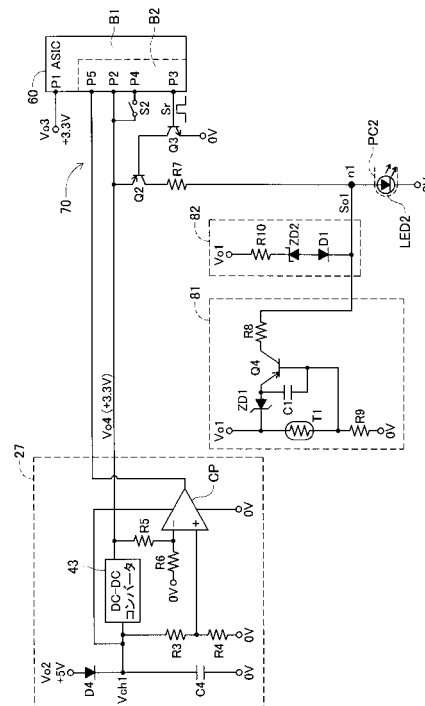 60
ASIC
B1
B2
P1
P5
P2
P4
P3
Vo3
+3.3V
S2
Sr
70
Q2
Q3
0V
R7
PC2
n1
So1
LED2
0V
82
Vo1
R10
ZD2
D1
81
R8
Q4
ZD1
C1
Vo1
T1
R9
0V
Vo4 (+3.3V)
27
CP
43
DC-DC
コンバータ
R5
−
+
R6
0V
0V
R3
R4
0V
Vo2
+5V
D4
Vch1
C4
0V